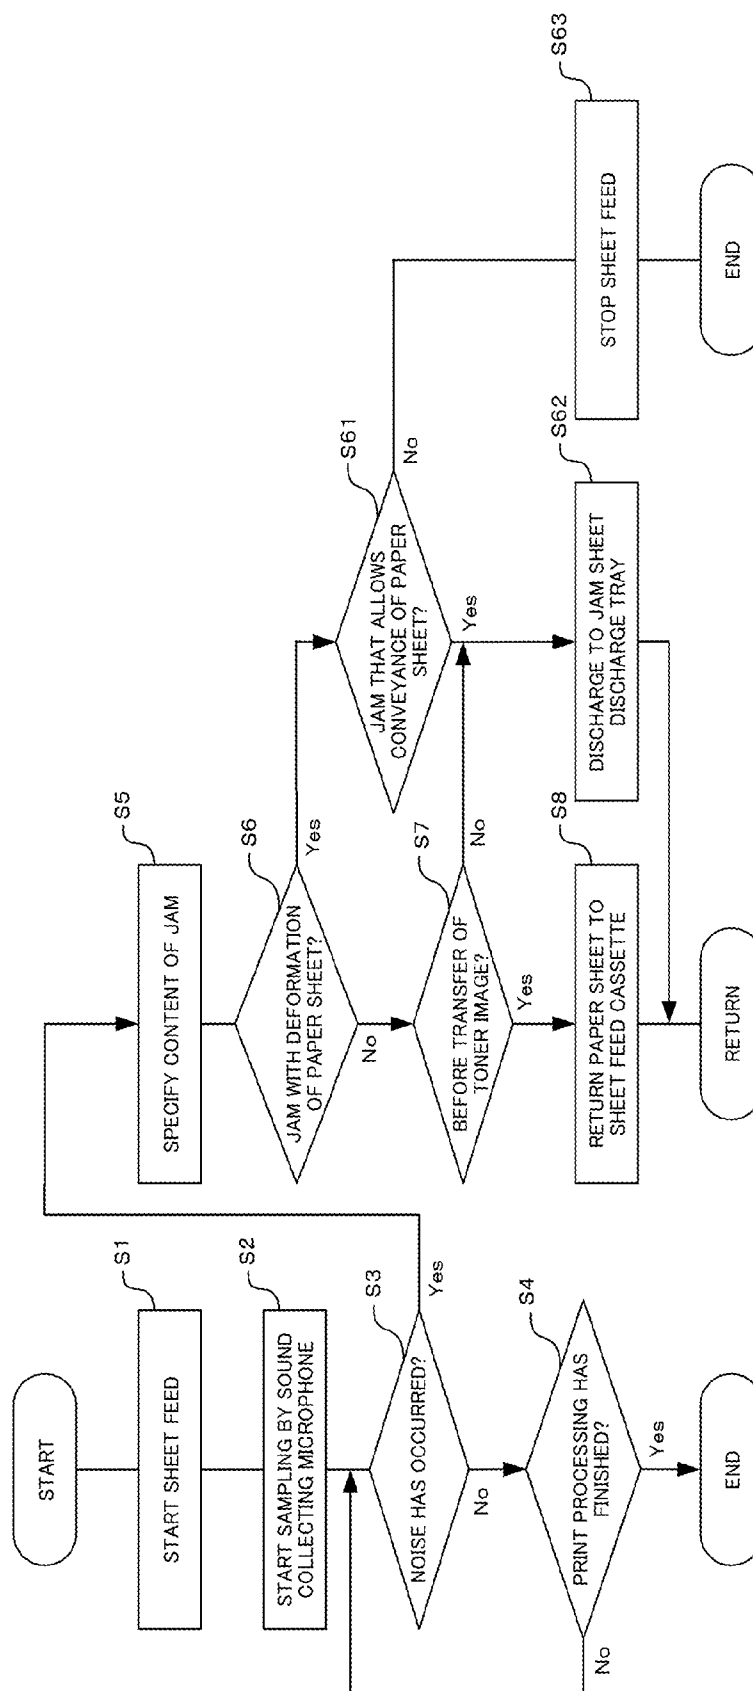 START
S1
START SHEET FEED
S2
START SAMPLING BY SOUND
COLLECTING MICROPHONE
S3
NOISE HAS OCCURRED?
Yes
No
S4
PRINT PROCESSING HAS
FINISHED?
No
Yes
END
S5
SPECIFY CONTENT OF JAM
S6
JAM WITH DEFORMATION
OF PAPER SHEET?
Yes
No
S7
BEFORE TRANSFER OF
TONER IMAGE?
No
Yes
S8
RETURN PAPER SHEET TO
SHEET FEED CASSETTE
RETURN
S61
JAM THAT ALLOWS
CONVEYANCE OF PAPER
SHEET?
No
Yes
S62
DISCHARGE TO JAM SHEET
DISCHARGE TRAY
S63
STOP SHEET FEED
END